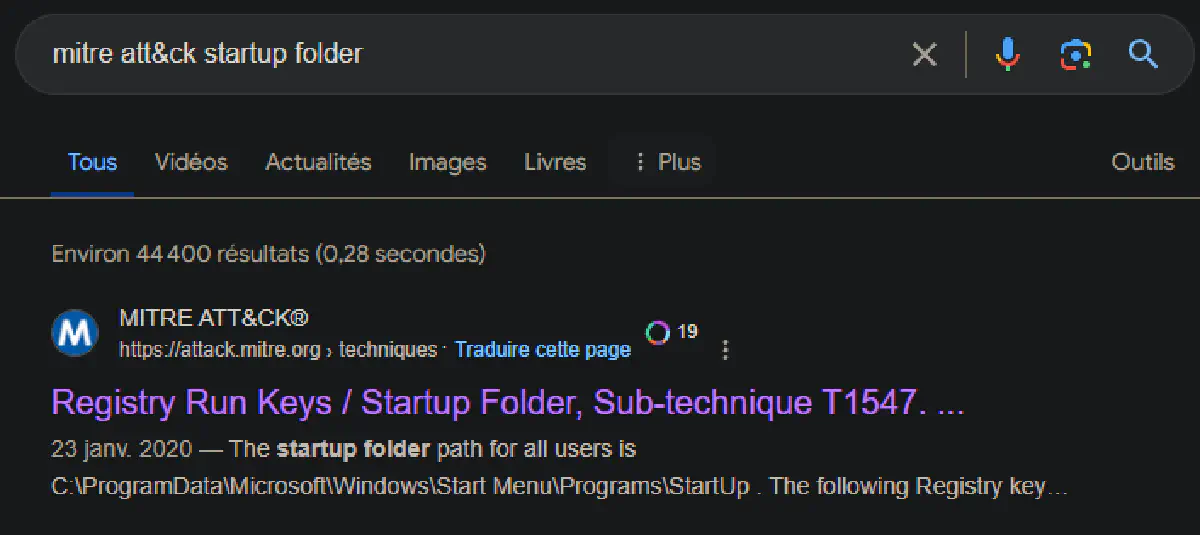 mitre att&ck startup folder
Tous Vidéos Actualités Images Livres Plus Outils
Environ 44 400 résultats (0,28 secondes)
M
MITRE ATT&CK®
https://attack.mitre.org › techniques · Traduire cette page 19
Registry Run Keys / Startup Folder, Sub-technique T1547. ...
23 janv. 2020 — The startup folder path for all users is
C:\ProgramData\Microsoft\Windows\Start Menu\Programs\StartUp . The following Registry key...